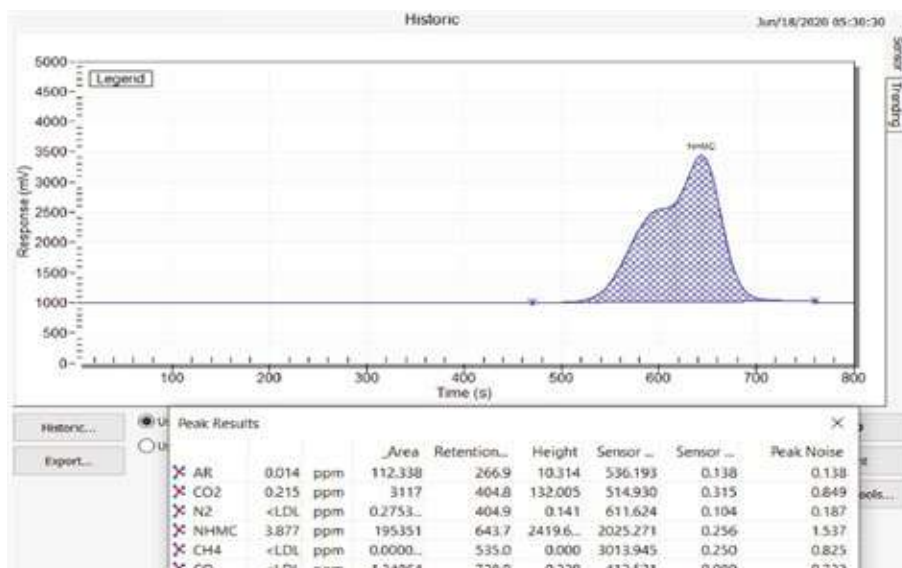 Historic
Jun/18/2020 05:30:30
Sensor
Trending
Legend
5000
4500
4000
3500
3000
2500
2000
1500
1000
500
0
Response (mV)
NHMC
100 200 300 400 500 600 700 800
Time (s)
Historic...
Export...
Peak Results
_Area Retention... Height Sensor ... Sensor ... Peak Noise
AR 0.014 ppm 112.338 266.9 10.314 536.193 0.138 0.138
CO2 0.215 ppm 3117 404.8 132.005 514.930 0.315 0.849
N2 <LDL ppm 0.2753... 404.9 0.141 611.624 0.104 0.187
NHMC 3.877 ppm 195351 643.7 2419.6... 2025.271 0.256 1.537
CH4 <LDL ppm 0.0000... 535.0 0.000 3013.945 0.250 0.825
ools...